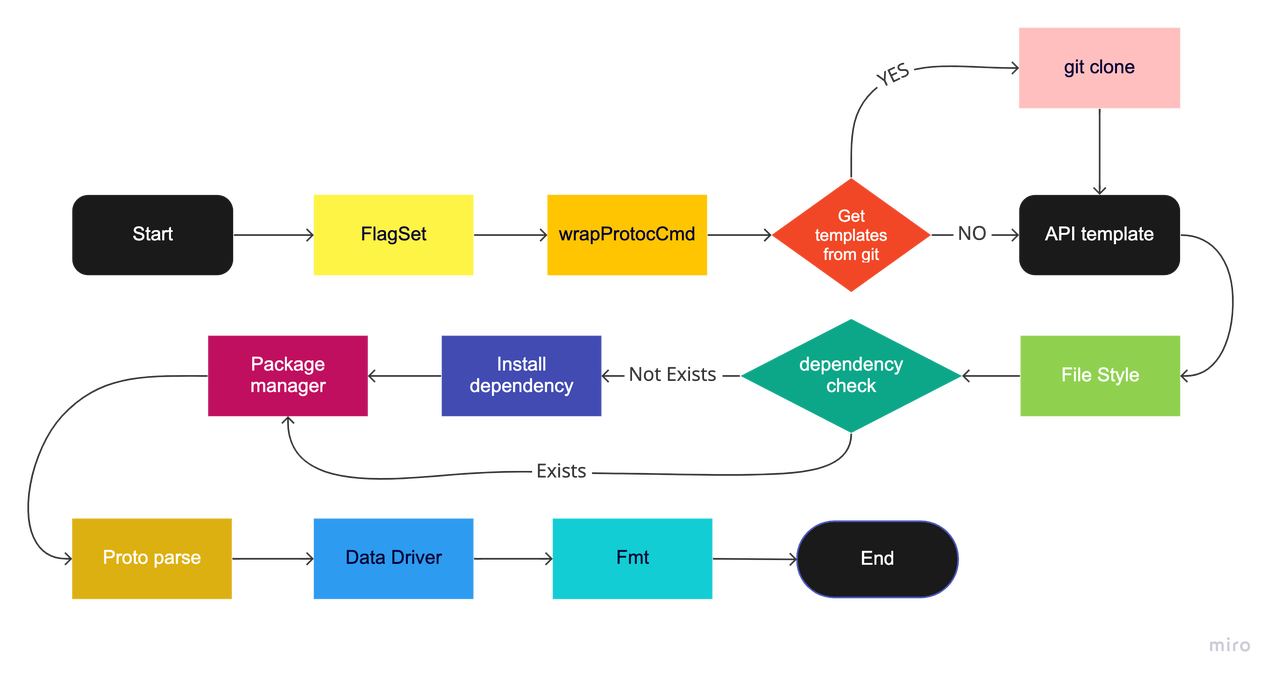 YES
git clone
Start
FlagSet
wrapProtocCmd
Get
templates
from git
NO
API template
Package
manager
Install
dependency
Not Exists
dependency
check
File Style
Exists
Proto parse
Data Driver
Fmt
End
miro